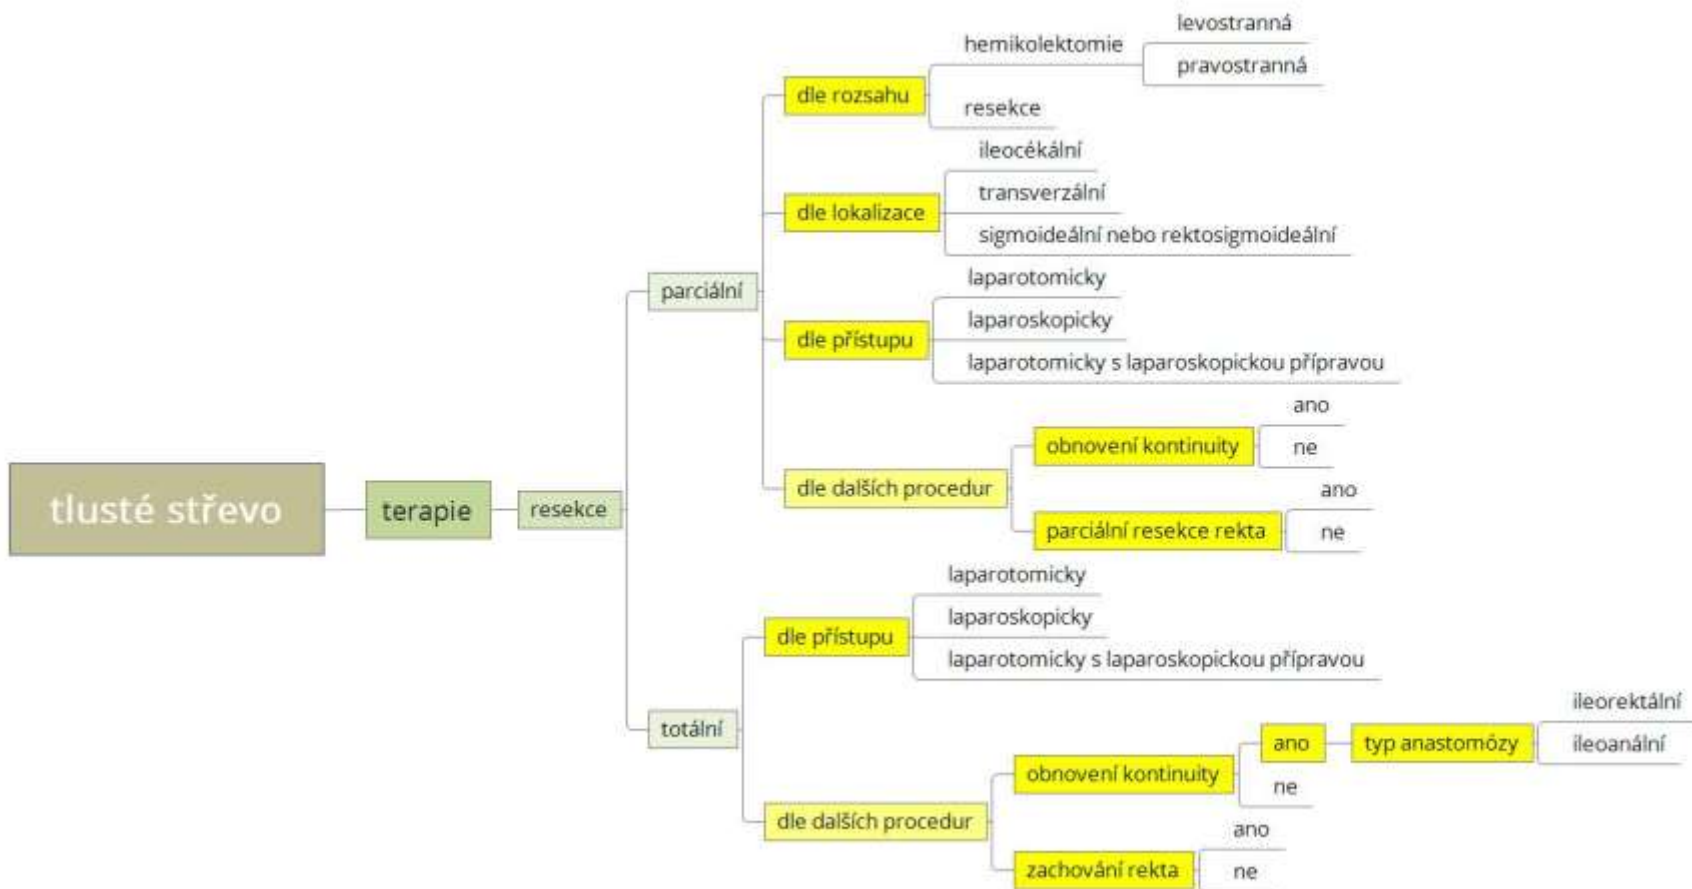 tlusté střevo
terapie
resekce
parciální
dle rozsahu
hemikolektomie
levostranná
pravostranná
resekce
dle lokalizace
ileocékální
transverzální
sigmoideální nebo rektosigmoideální
dle přístupu
laparotomicky
laparoskopicky
laparotomicky s laparoskopickou přípravou
dle dalších procedur
obnovení kontinuity
ano
ne
parciální resekce rekta
ano
ne
totální
dle přístupu
laparotomicky
laparoskopicky
laparotomicky s laparoskopickou přípravou
dle dalších procedur
obnovení kontinuity
ano
typ anastomózy
ileorektální
ileoanální
ne
zachování rekta
ano
ne